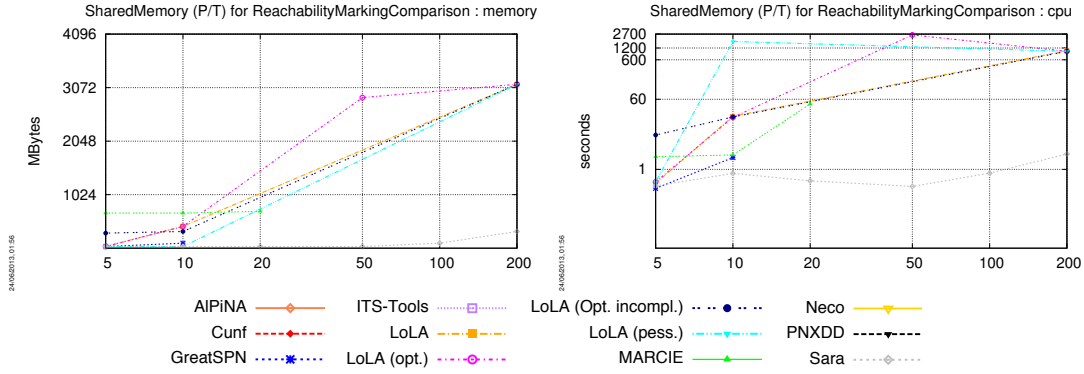 SharedMemory (P/T) for ReachabilityMarkingComparison : memory
4096
3072
2048
1024
MBytes
5 10 20 50 100 200
24/06/2013, 01:56
SharedMemory (P/T) for ReachabilityMarkingComparison : cpu
2700
1200
600
60
1
seconds
5 10 20 50 100 200
24/06/2013, 01:56
AlPiNA ITS-Tools LoLA (Opt. incompl.) Neco
Cunf LoLA LoLA (pess.) PNXDD
GreatSPN LoLA (opt.) MARCIE Sara